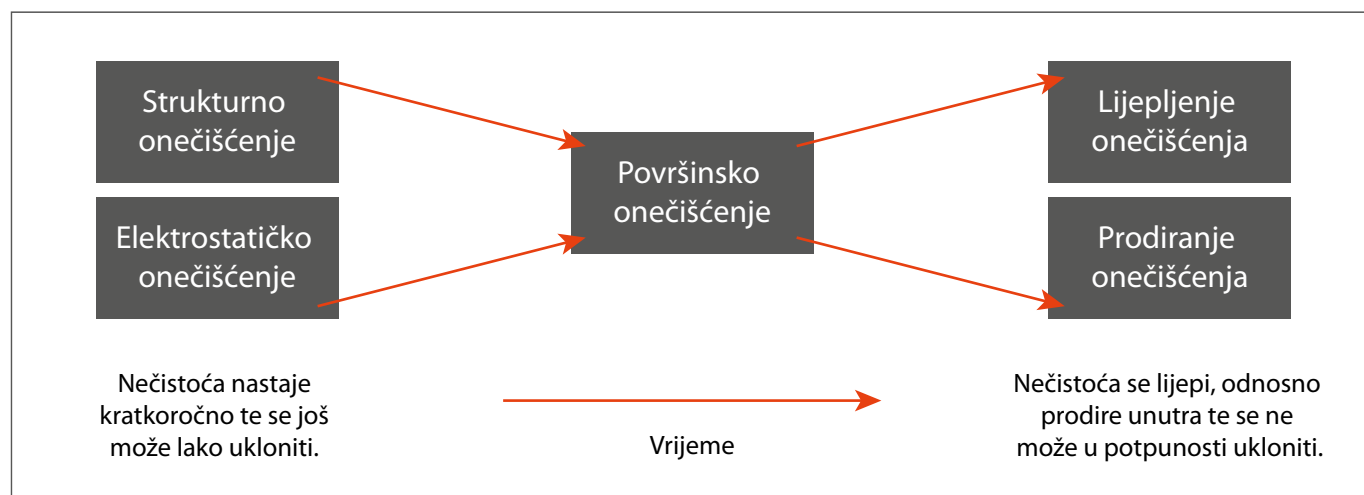 Strukturno
onečišćenje
Elektrostatičko
onečišćenje
Površinsko
onečišćenje
Lijepljenje
onečišćenja
Prodiranje
onečišćenja
Nečistoća nastaje
kratkoročno te se još
može lako ukloniti.
Vrijeme
Nečistoća se lijepi, odnosno
prodire unutra te se ne
može u potpunosti ukloniti.